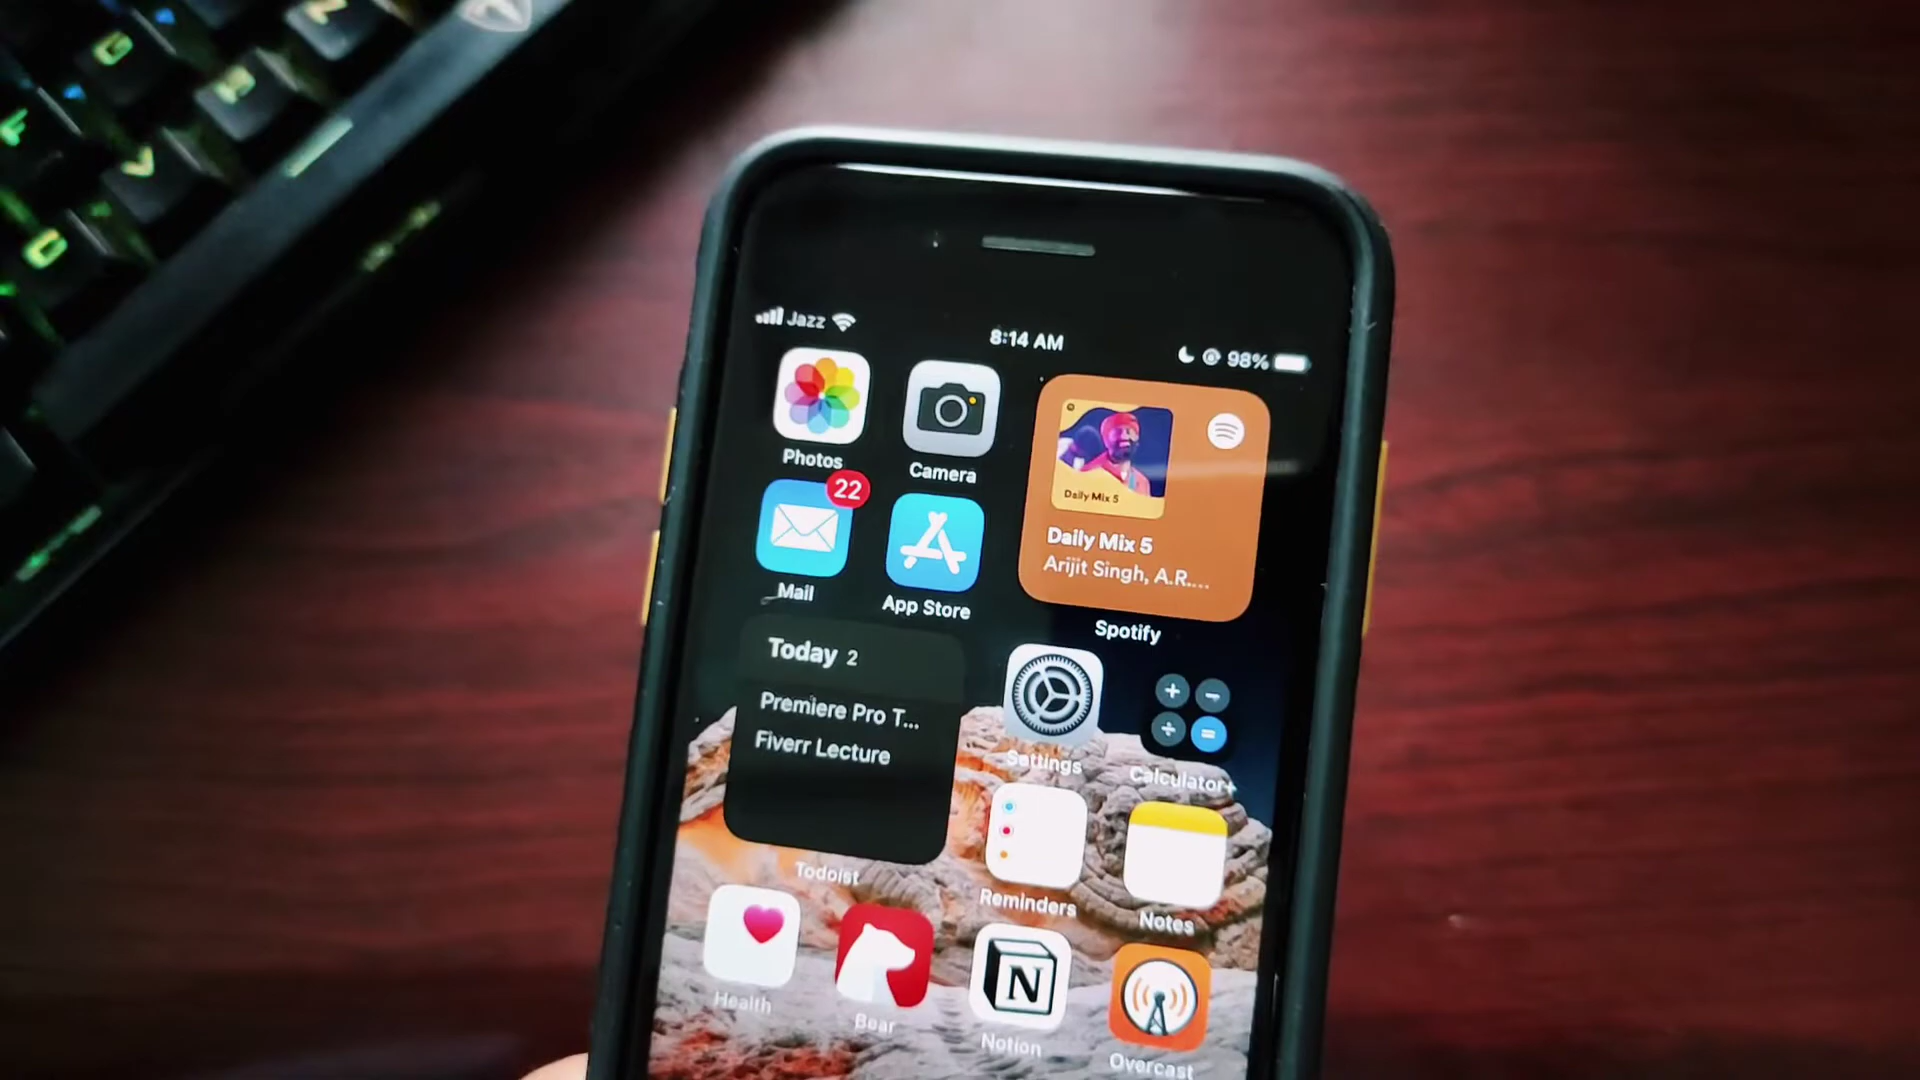 Z
G
B
F
V
C
Jazz
8:14 AM
98%
Photos
Camera
22
Mail
App Store
Daily Mix 5
Daily Mix 5
Arijit Singh, A.R....
Spotify
Today 2
Premiere Pro T...
Fiverr Lecture
Todoist
Settings
+ −
÷ =
Calculator+
Reminders
Notes
Health
Bear
N
Notion
Overcast